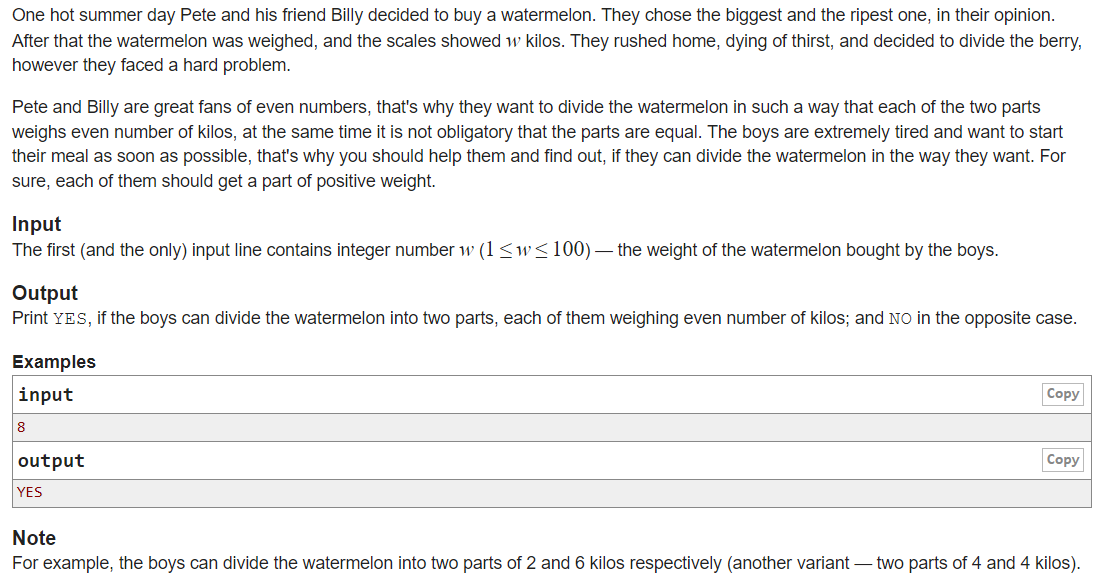 One hot summer day Pete and his friend Billy decided to buy a watermelon. They chose the biggest and the ripest one, in their opinion.
After that the watermelon was weighed, and the scales showed w kilos. They rushed home, dying of thirst, and decided to divide the berry,
however they faced a hard problem.
Pete and Billy are great fans of even numbers, that's why they want to divide the watermelon in such a way that each of the two parts
weighs even number of kilos, at the same time it is not obligatory that the parts are equal. The boys are extremely tired and want to start
their meal as soon as possible, that's why you should help them and find out, if they can divide the watermelon in the way they want. For
sure, each of them should get a part of positive weight.
Input
The first (and the only) input line contains integer number w (1 ≤ w ≤ 100) — the weight of the watermelon bought by the boys.
Output
Print YES, if the boys can divide the watermelon into two parts, each of them weighing even number of kilos; and NO in the opposite case.
Examples
input Copy
8
output Copy
YES
Note
For example, the boys can divide the watermelon into two parts of 2 and 6 kilos respectively (another variant — two parts of 4 and 4 kilos).